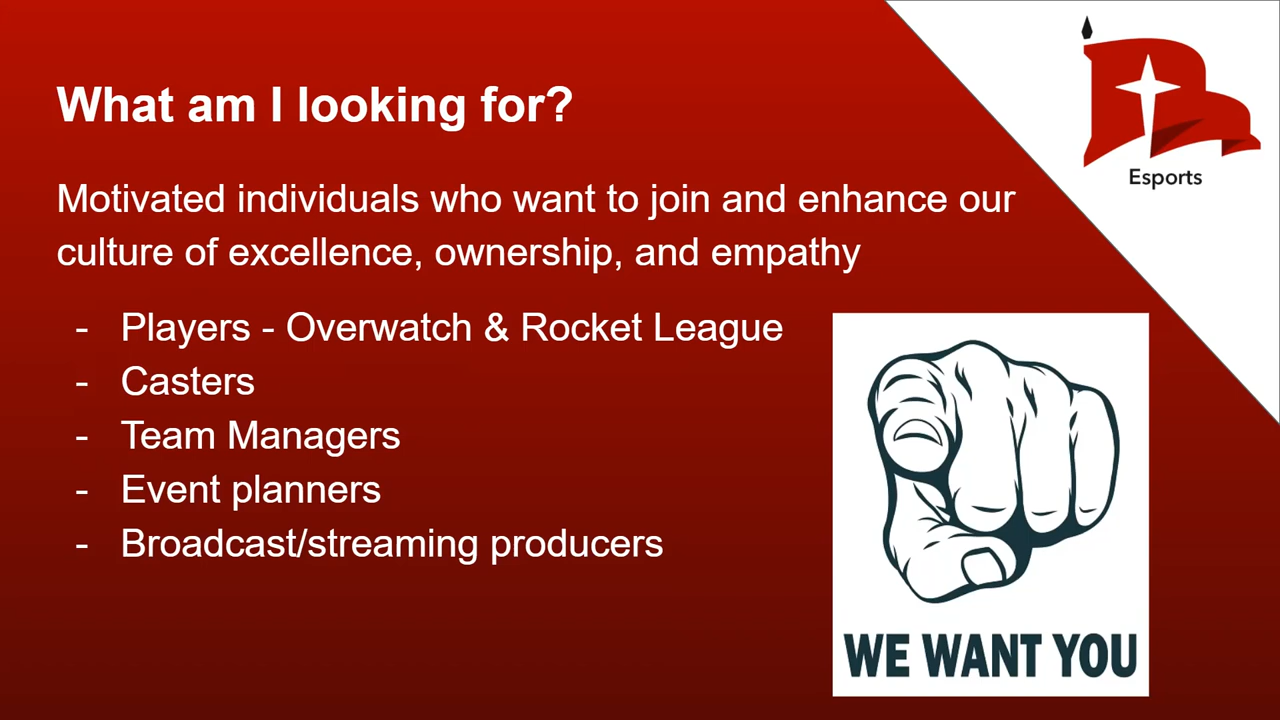 What am I looking for?
Esports
Motivated individuals who want to join and enhance our
culture of excellence, ownership, and empathy
- Players - Overwatch & Rocket League
- Casters
- Team Managers
- Event planners
- Broadcast/streaming producers
WE WANT YOU